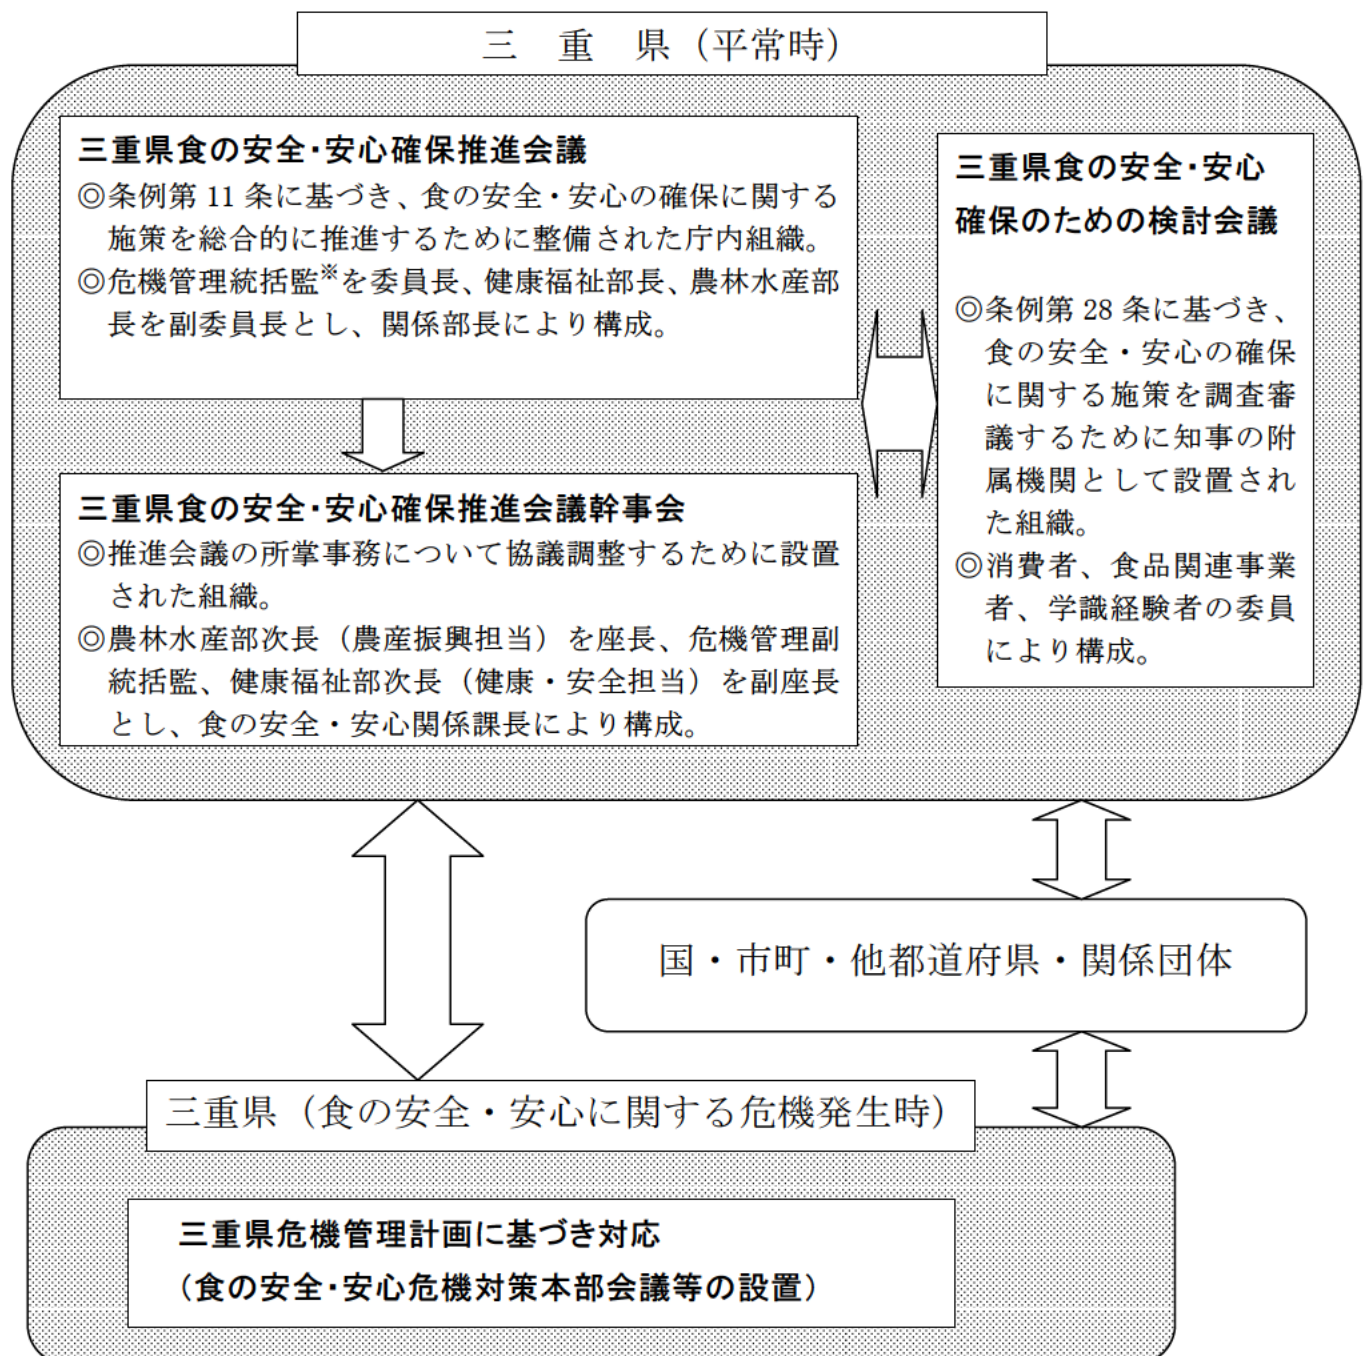 三　重　県（平常時）
三重県食の安全・安心確保推進会議
◎条例第 11 条に基づき、食の安全・安心の確保に関する
施策を総合的に推進するために整備された庁内組織。
◎危機管理統括監※を委員長、健康福祉部長、農林水産部
長を副委員長とし、関係部長により構成。
三重県食の安全・安心確保推進会議幹事会
◎推進会議の所掌事務について協議調整するために設置
された組織。
◎農林水産部次長（農産振興担当）を座長、危機管理副
統括監、健康福祉部次長（健康・安全担当）を副座長
とし、食の安全・安心関係課長により構成。
三重県食の安全・安心
確保のための検討会議
◎条例第 28 条に基づき、
食の安全・安心の確保
に関する施策を調査審
議するために知事の附
属機関として設置され
た組織。
◎消費者、食品関連事業
者、学識経験者の委員
により構成。
国・市町・他都道府県・関係団体
三重県（食の安全・安心に関する危機発生時）
三重県危機管理計画に基づき対応
（食の安全・安心危機対策本部会議等の設置）